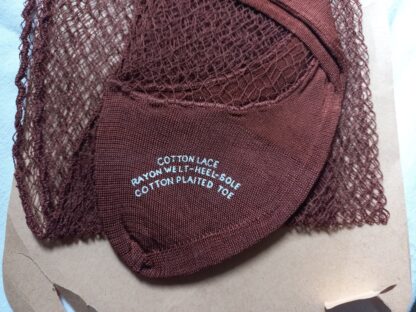 COTTON LACE
RAYON WELT-HEEL-SOLE
COTTON PLAITED TOE